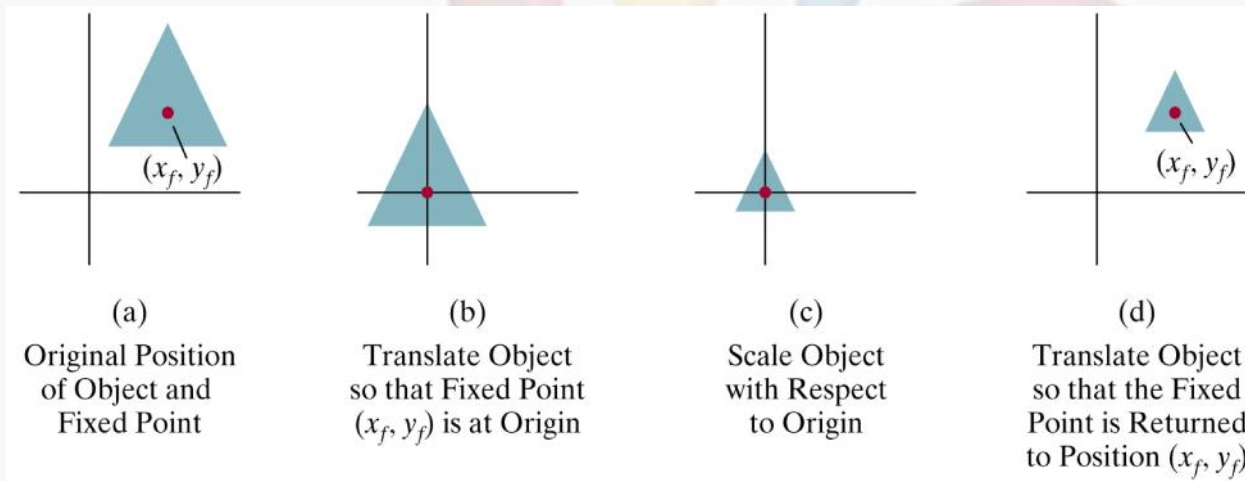 (x_f, y_f)
(x_f, y_f)
(a)
Original Position
of Object and
Fixed Point
(b)
Translate Object
so that Fixed Point
(x_f, y_f) is at Origin
(c)
Scale Object
with Respect
to Origin
(d)
Translate Object
so that the Fixed
Point is Returned
to Position (x_f, y_f)